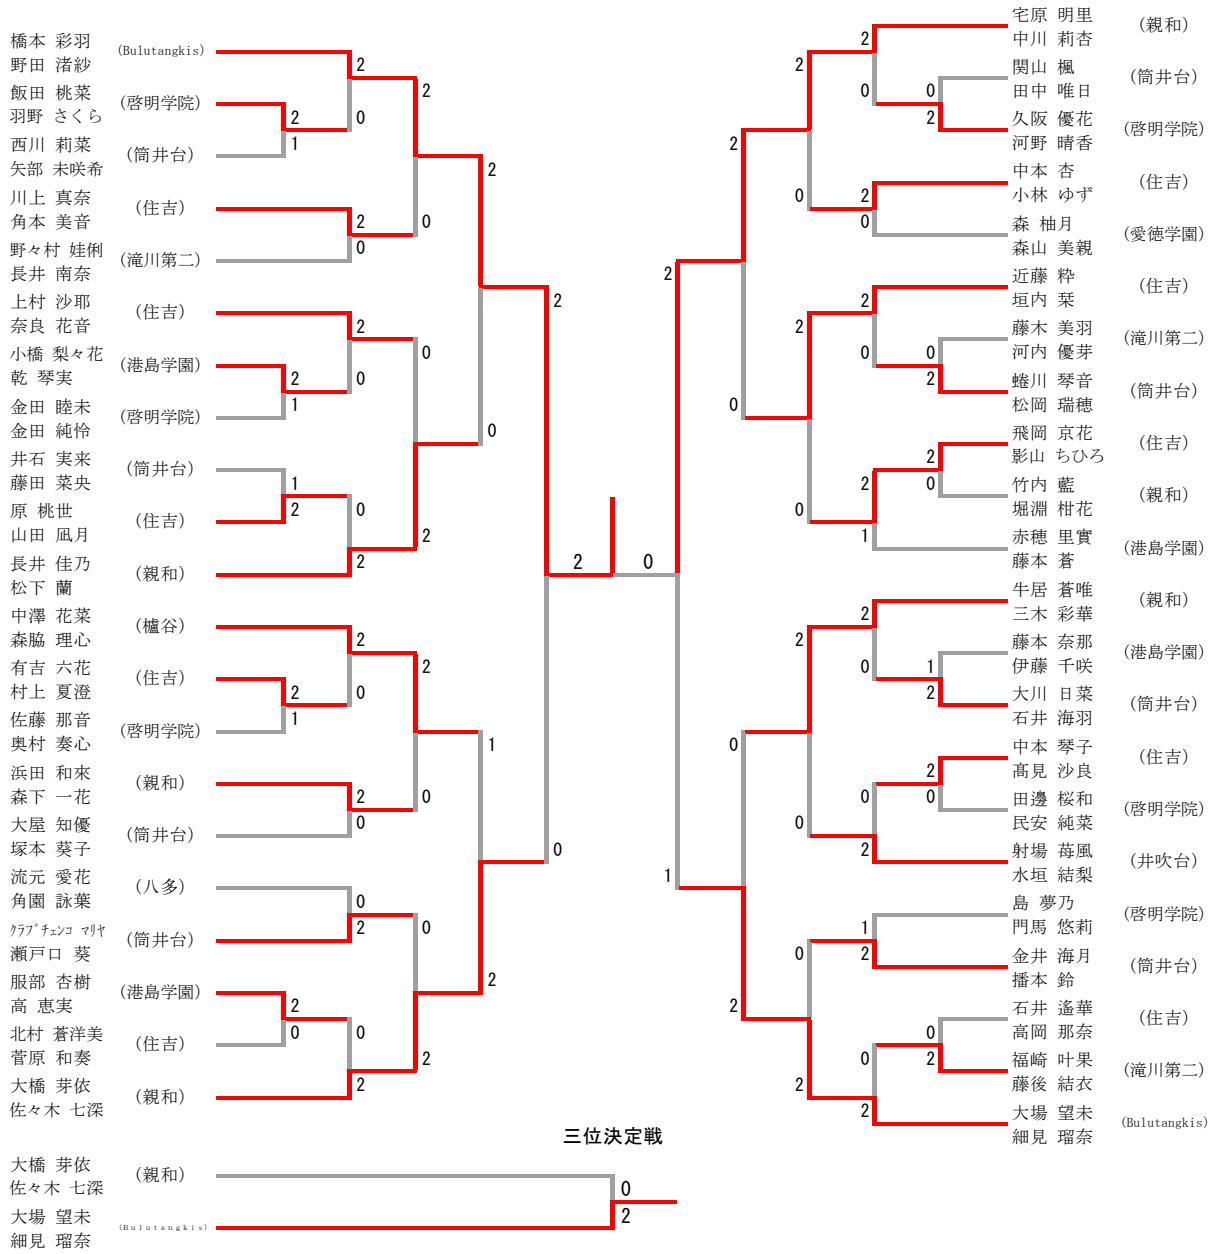 橋本 彩羽
野田 渚紗
(Bulutangkis)
2
飯田 桃菜
羽野 さくら
(啓明学院)
2
0
2
西川 莉菜
矢部 未咲希
(筒井台)
1
2
川上 真奈
角本 美音
(住吉)
2
0
野々村 娃俐
長井 南奈
(滝川第二)
0
2
上村 沙耶
奈良 花音
(住吉)
2
0
小橋 梨々花
乾 琴実
(港島学園)
2
0
金田 睦未
金田 純怜
(啓明学院)
1
0
井石 実来
藤田 菜央
(筒井台)
1
原 桃世
山田 凪月
(住吉)
2
0
2
長井 佳乃
松下 蘭
(親和)
2
中澤 花菜
森脇 理心
(櫨谷)
2
2
有吉 六花
村上 夏澄
(住吉)
2
0
佐藤 那音
奥村 奏心
(啓明学院)
1
1
浜田 和來
森下 一花
(親和)
2
0
大屋 知優
塚本 葵子
(筒井台)
0
0
流元 愛花
角園 詠葉
(八多)
0
クラブチェンコ マリヤ
瀬戸口 葵
(筒井台)
2
0
2
服部 杏樹
高 恵実
(港島学園)
2
北村 蒼洋美
菅原 和奏
(住吉)
0
0
2
大橋 芽依
佐々木 七深
(親和)
2
2
0
宅原 明里
中川 莉杏
(親和)
2
2
関山 楓
田中 唯日
(筒井台)
0
0
久阪 優花
河野 晴香
(啓明学院)
2
2
中本 杏
小林 ゆず
(住吉)
2
0
森 柚月
森山 美親
(愛徳学園)
0
2
近藤 粋
垣内 栞
(住吉)
2
2
藤木 美羽
河内 優芽
(滝川第二)
0
0
蜷川 琴音
松岡 瑞穂
(筒井台)
2
0
飛岡 京花
影山 ちひろ
(住吉)
2
竹内 藍
堀淵 柑花
(親和)
0
2
0
赤穂 里實
藤本 蒼
(港島学園)
1
牛居 蒼唯
三木 彩華
(親和)
2
2
藤本 奈那
伊藤 千咲
(港島学園)
1
0
大川 日菜
石井 海羽
(筒井台)
2
0
中本 琴子
髙見 沙良
(住吉)
2
田邊 桜和
民安 純菜
(啓明学院)
0
0
0
射場 苺風
水垣 結梨
(井吹台)
2
1
島 夢乃
門馬 悠莉
(啓明学院)
1
金井 海月
播本 鈴
(筒井台)
2
0
2
石井 遙華
高岡 那奈
(住吉)
0
福崎 叶果
藤後 結衣
(滝川第二)
2
0
2
大場 望未
細見 瑠奈
(Bulutangkis)
2
三位決定戦
大橋 芽依
佐々木 七深
(親和)
0
大場 望未
細見 瑠奈
(Bulutangkis)
2